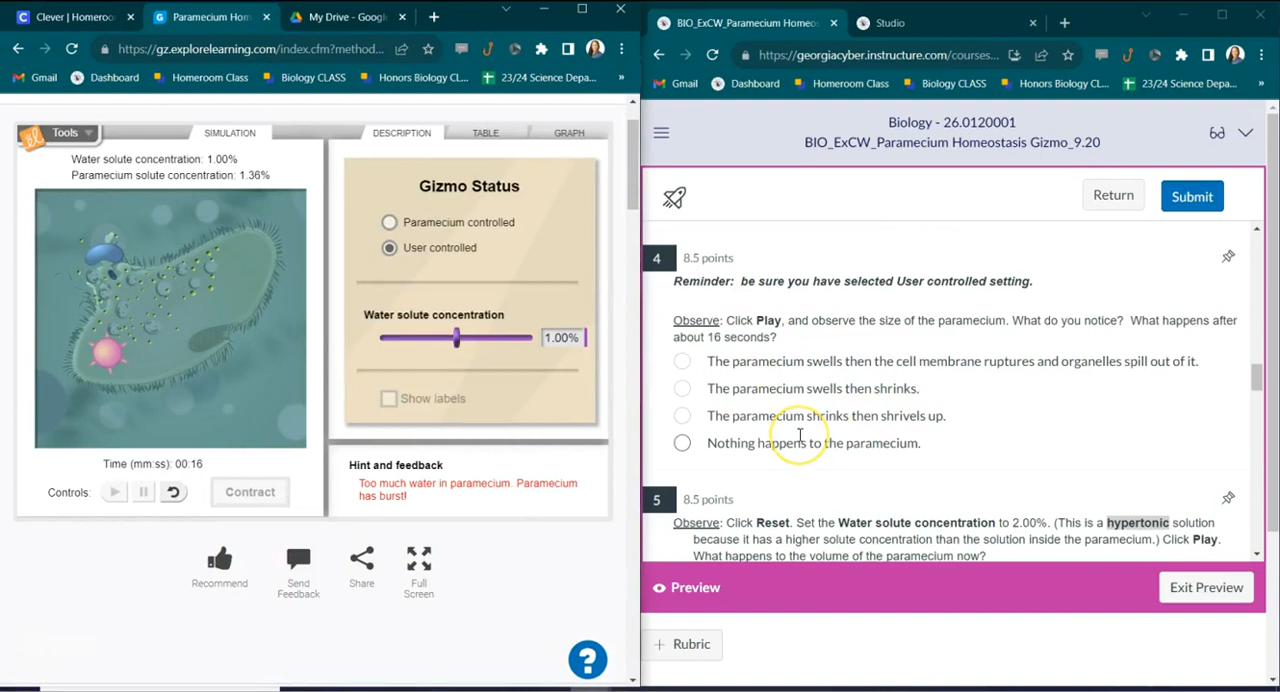 Clever | Homeroo
Paramecium Hom
My Drive - Google
https://gz.explorelearning.com/index.cfm?method...
Gmail
Dashboard
Homeroom Class
Biology CLASS
Honors Biology CL...
23/24 Science Depa...
»
Tools
SIMULATION
DESCRIPTION
TABLE
GRAPH
Water solute concentration: 1.00%
Paramecium solute concentration: 1.36%
Gizmo Status
Paramecium controlled
User controlled
Water solute concentration
1.00%
Show labels
Time (mm:ss): 00:16
Controls:
Contract
Hint and feedback
Too much water in paramecium. Paramecium
has burst!
Recommend
Send
Feedback
Share
Full
Screen
?
BIO_ExCW_Paramecium Homeos
Studio
https://georgiacyber.instructure.com/courses...
Gmail
Dashboard
Homeroom Class
Biology CLASS
Honors Biology CL...
23/24 Science Depa...
»
Biology - 26.0120001
BIO_ExCW_Paramecium Homeostasis Gizmo_9.20
Return
Submit
4
8.5 points
Reminder: be sure you have selected User controlled setting.
Observe: Click Play, and observe the size of the paramecium. What do you notice? What happens after
about 16 seconds?
The paramecium swells then the cell membrane ruptures and organelles spill out of it.
The paramecium swells then shrinks.
The paramecium shrinks then shrivels up.
Nothing happens to the paramecium.
5
8.5 points
Observe: Click Reset. Set the Water solute concentration to 2.00%. (This is a hypertonic solution
because it has a higher solute concentration than the solution inside the paramecium.) Click Play.
What happens to the volume of the paramecium now?
Preview
Exit Preview
+ Rubric